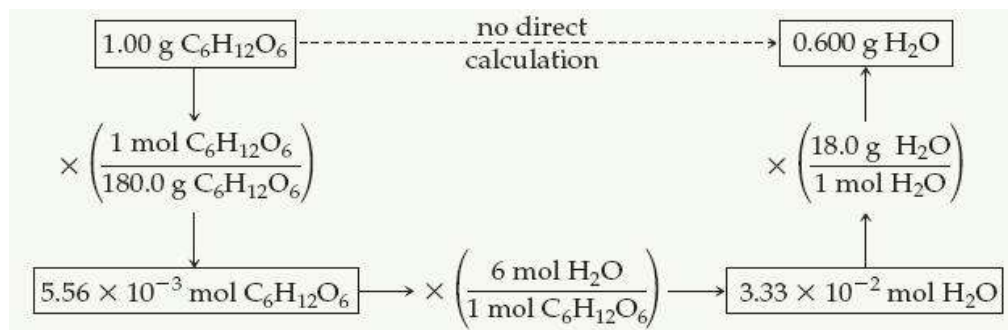 1.00 g C₆H₁₂O₆ no direct calculation 0.600 g H₂O
× (1 mol C₆H₁₂O₆ / 180.0 g C₆H₁₂O₆) × (18.0 g H₂O / 1 mol H₂O)
5.56 × 10⁻³ mol C₆H₁₂O₆ × (6 mol H₂O / 1 mol C₆H₁₂O₆) 3.33 × 10⁻² mol H₂O